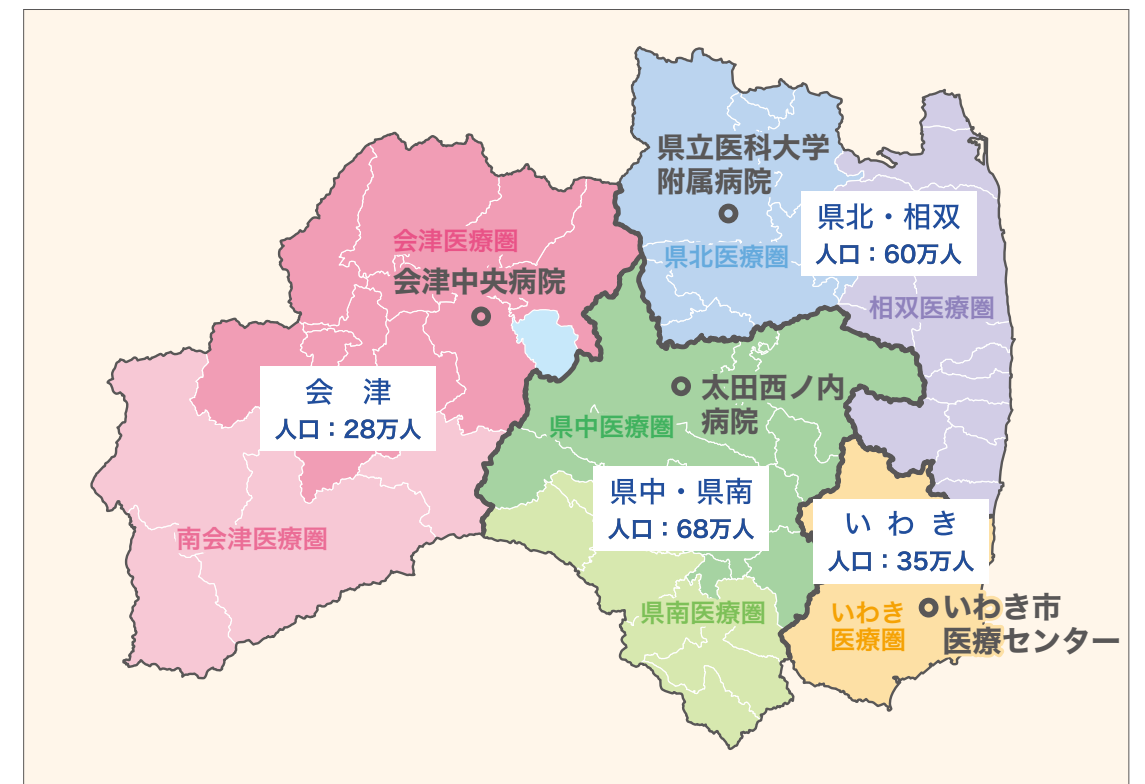 県立医科大学
附属病院
県北・相双
人口：60万人
会津医療圏
県北医療圏
会津中央病院
相双医療圏
会 津
人口：28万人
太田西ノ内
病院
県中医療圏
県中・県南
人口：68万人
い わ き
人口：35万人
南会津医療圏
県南医療圏
いわき
医療圏
いわき市
医療センター